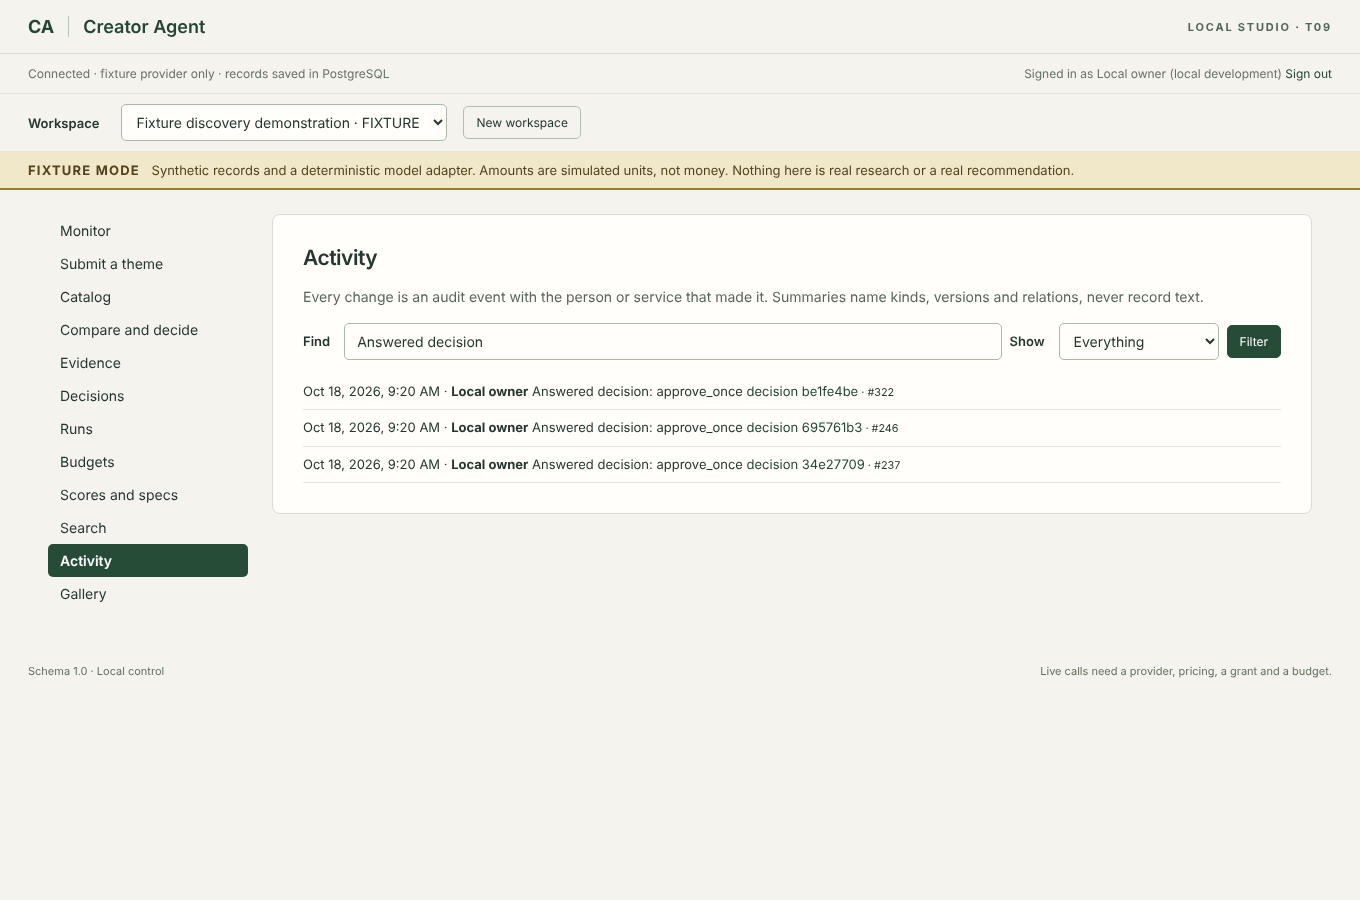 CA Creator Agent LOCAL STUDIO · T09
Connected · fixture provider only · records saved in PostgreSQL Signed in as Local owner (local development) Sign out
Workspace Fixture discovery demonstration · FIXTURE New workspace
FIXTURE MODE Synthetic records and a deterministic model adapter. Amounts are simulated units, not money. Nothing here is real research or a real recommendation.
Monitor
Submit a theme
Catalog
Compare and decide
Evidence
Decisions
Runs
Budgets
Scores and specs
Search
Activity
Gallery
Activity
Every change is an audit event with the person or service that made it. Summaries name kinds, versions and relations, never record text.
Find Answered decision Show Everything Filter
Oct 18, 2026, 9:20 AM · Local owner Answered decision: approve_once decision be1fe4be · #322
Oct 18, 2026, 9:20 AM · Local owner Answered decision: approve_once decision 695761b3 · #246
Oct 18, 2026, 9:20 AM · Local owner Answered decision: approve_once decision 34e27709 · #237
Schema 1.0 · Local control Live calls need a provider, pricing, a grant and a budget.